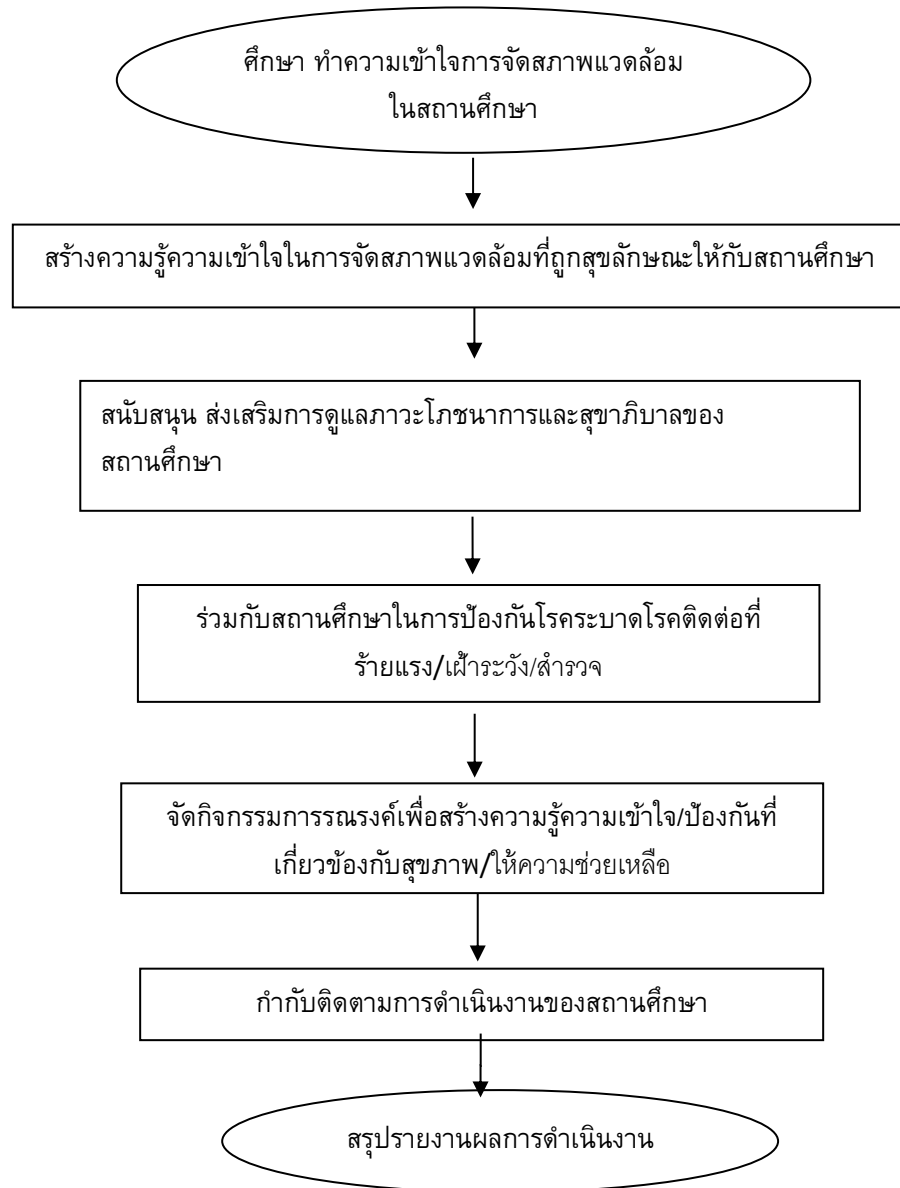 ศึกษา ทำความเข้าใจการจัดสภาพแวดล้อม
ในสถานศึกษา
สร้างความรู้ความเข้าใจในการจัดสภาพแวดล้อมที่ถูกสุขลักษณะให้กับสถานศึกษา
สนับสนุน ส่งเสริมการดูแลภาวะโภชนาการและสุขาภิบาลของ
สถานศึกษา
ร่วมกับสถานศึกษาในการป้องกันโรคระบาดโรคติดต่อที่
ร้ายแรง/เฝ้าระวัง/สำรวจ
จัดกิจกรรมการรณรงค์เพื่อสร้างความรู้ความเข้าใจ/ป้องกันที่
เกี่ยวข้องกับสุขภาพ/ให้ความช่วยเหลือ
กำกับติดตามการดำเนินงานของสถานศึกษา
สรุปรายงานผลการดำเนินงาน